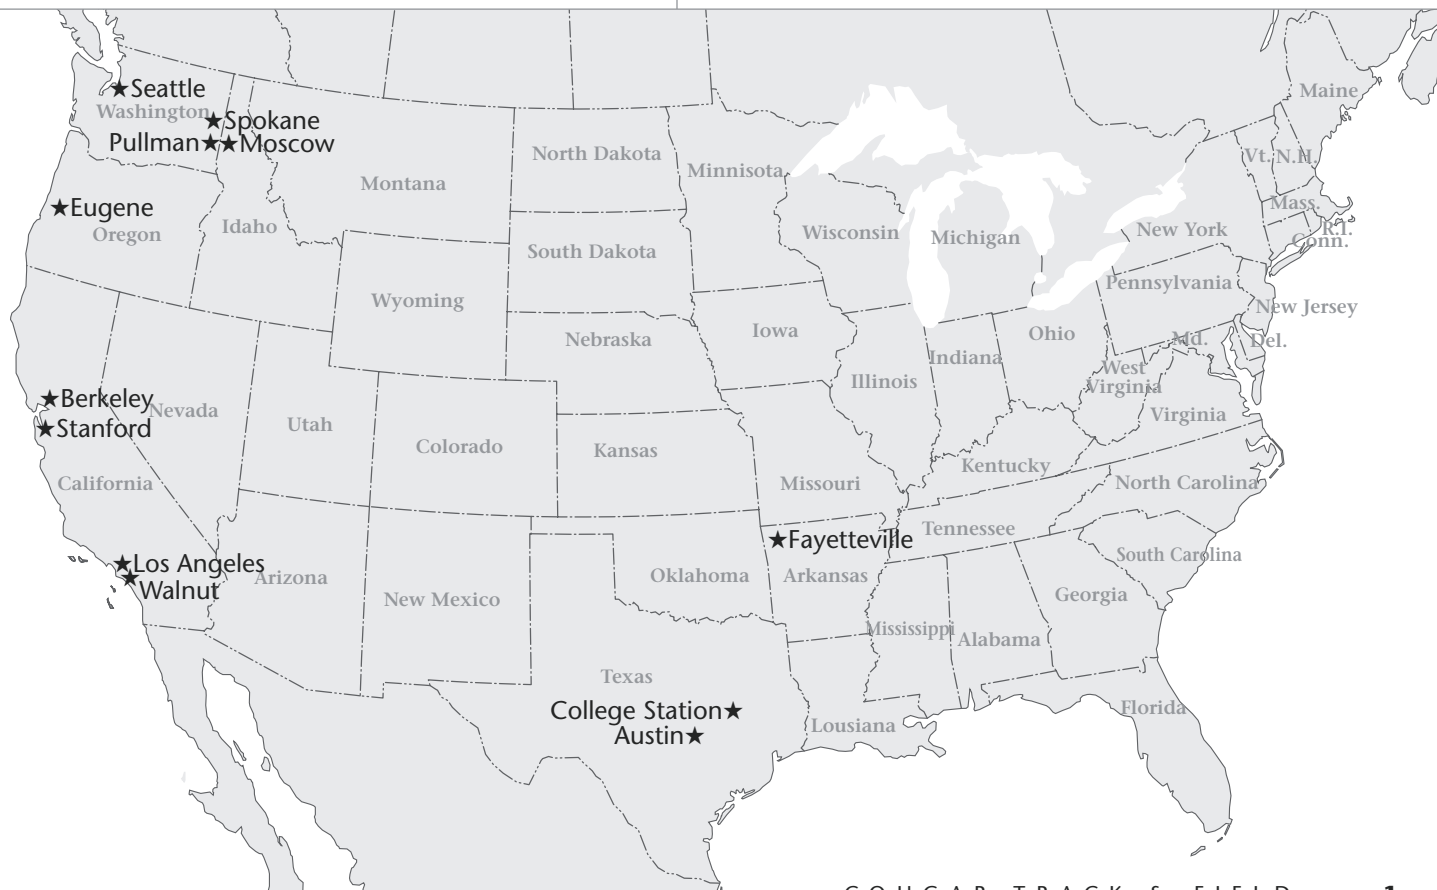 Maine
★Seattle
Washington
★Spokane
Pullman★★Moscow
North Dakota
Minnisota
Vt.
N.H.
Montana
Mass.
★Eugene
Oregon
Idaho
Wisconsin
Michigan
New York
R.I.
Conn.
South Dakota
Pennsylvania
Wyoming
New Jersey
Nebraska
Iowa
Ohio
Md.
Del.
Indiana
West
Virginia
Illinois
★Berkeley
Nevada
Virginia
★Stanford
Utah
Colorado
Kansas
Kentucky
California
Missouri
North Carolina
Tennessee
★Fayetteville
South Carolina
★Los Angeles
★Walnut
Arizona
Oklahoma
Arkansas
New Mexico
Georgia
Mississippi
Alabama
Texas
College Station★
Florida
Lousiana
Austin★
COUGAR TRACK & FIELD 1